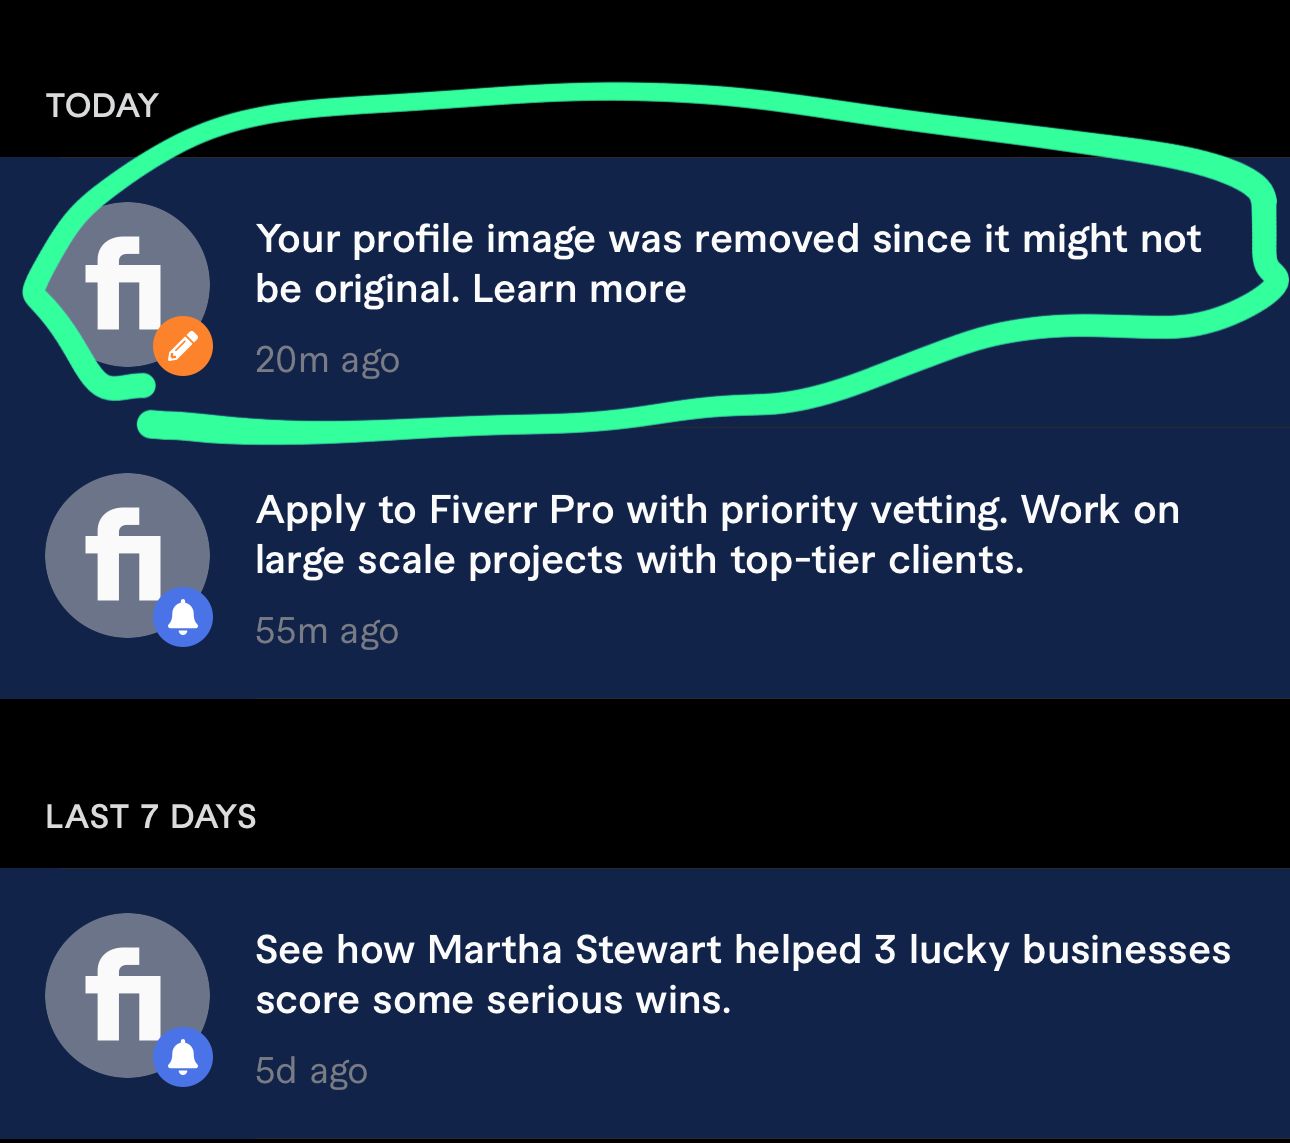 TODAY
fi
Your profile image was removed since it might not
be original. Learn more
20m ago
fi
Apply to Fiverr Pro with priority vetting. Work on
large scale projects with top-tier clients.
55m ago
LAST 7 DAYS
fi
See how Martha Stewart helped 3 lucky businesses
score some serious wins.
5d ago